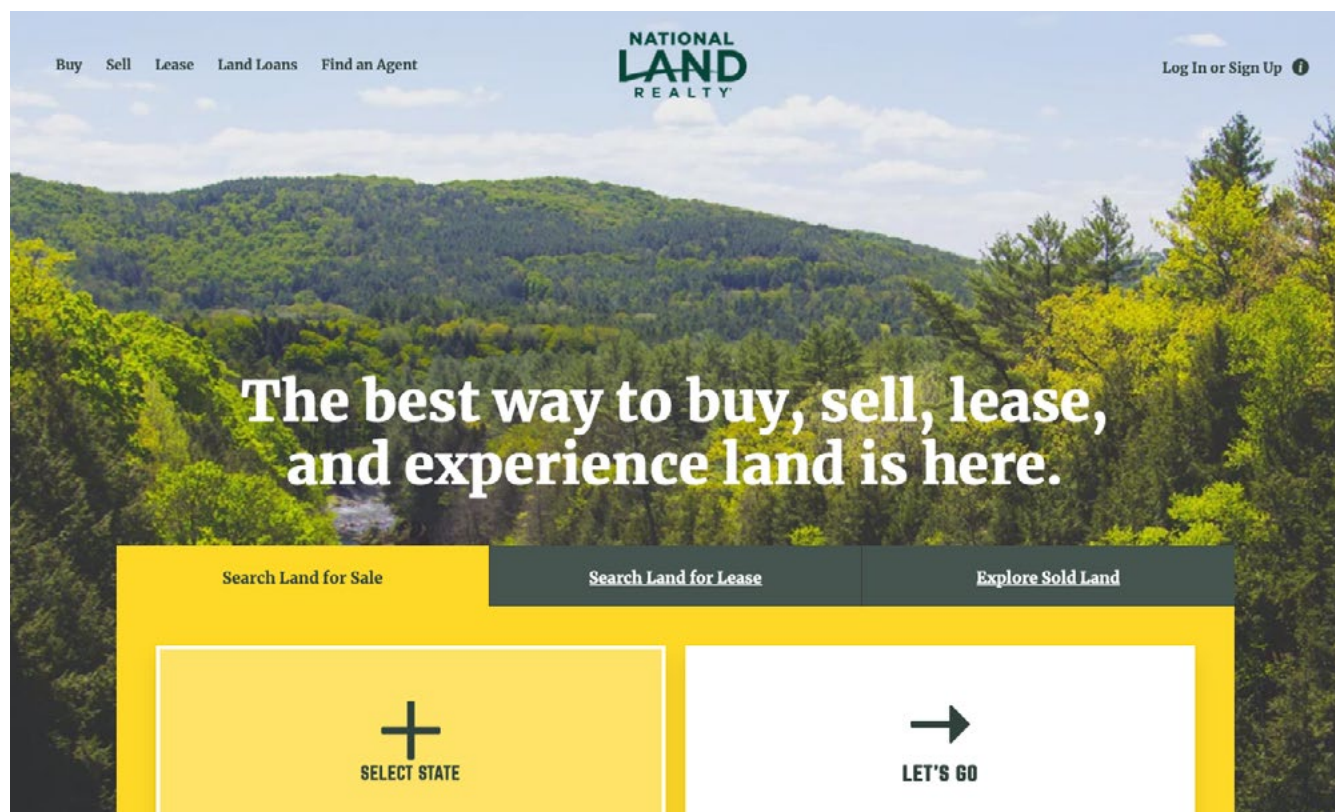 Buy Sell Lease Land Loans Find an Agent
NATIONAL
LAND
REALTY
Log In or Sign Up i
The best way to buy, sell, lease,
and experience land is here.
Search Land for Sale
Search Land for Lease
Explore Sold Land
SELECT STATE
LET'S GO